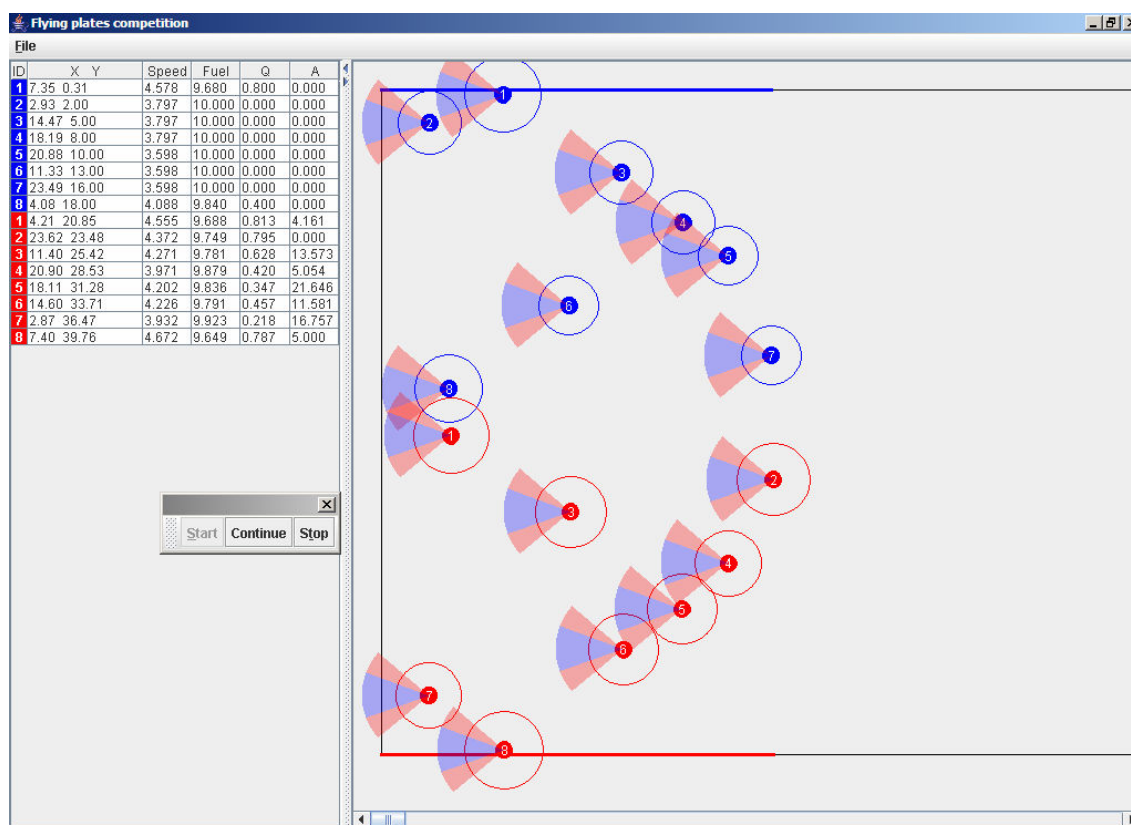 Flying plates competition
File
ID X Y Speed Fuel Q A
1 7.35 0.31 4.578 9.680 0.800 0.000
2 2.93 2.00 3.797 10.000 0.000 0.000
3 14.47 5.00 3.797 10.000 0.000 0.000
4 18.19 8.00 3.797 10.000 0.000 0.000
5 20.88 10.00 3.598 10.000 0.000 0.000
6 11.33 13.00 3.598 10.000 0.000 0.000
7 23.49 16.00 3.598 10.000 0.000 0.000
8 4.08 18.00 4.088 9.840 0.400 0.000
1 4.21 20.85 4.555 9.688 0.813 4.161
2 23.62 23.48 4.372 9.749 0.795 0.000
3 11.40 25.42 4.271 9.781 0.628 13.573
4 20.90 28.53 3.971 9.879 0.420 5.054
5 18.11 31.28 4.202 9.836 0.347 21.646
6 14.60 33.71 4.226 9.791 0.457 11.581
7 2.87 36.47 3.932 9.923 0.218 16.757
8 7.40 39.76 4.672 9.649 0.787 5.000
Start Continue Stop
1
2
3
4
5
6
7
8
1
2
3
4
5
6
7
8